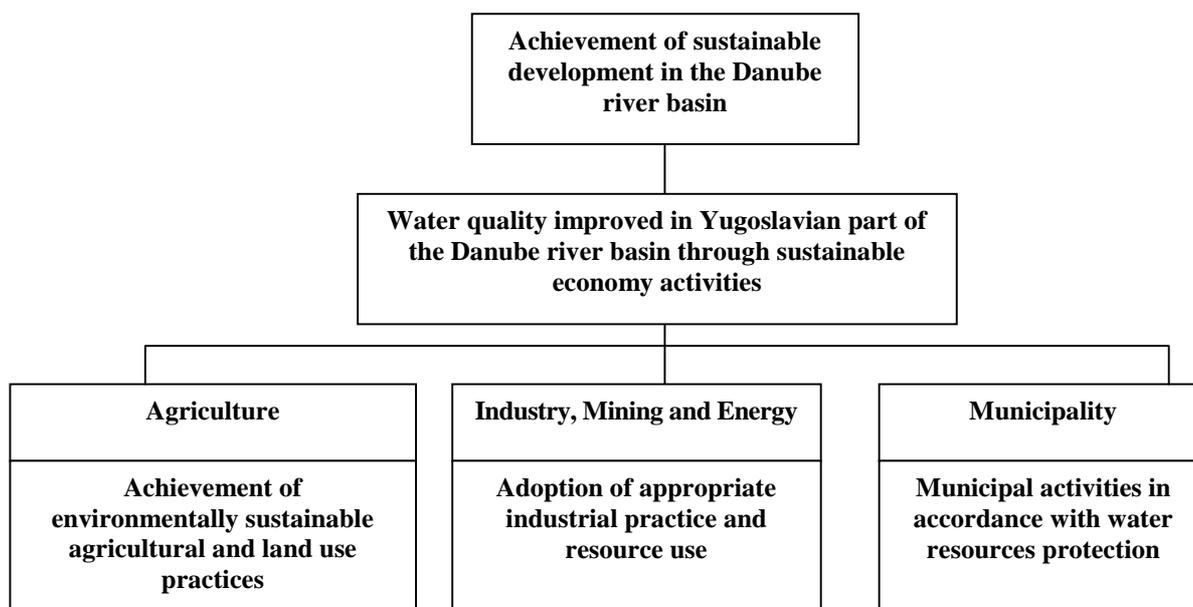 Achievement of sustainable
development in the Danube
river basin
Water quality improved in Yugoslavian part of
the Danube river basin through sustainable
economy activities
Agriculture
Achievement of
environmentally sustainable
agricultural and land use
practices
Industry, Mining and Energy
Adoption of appropriate
industrial practice and
resource use
Municipality
Municipal activities in
accordance with water
resources protection